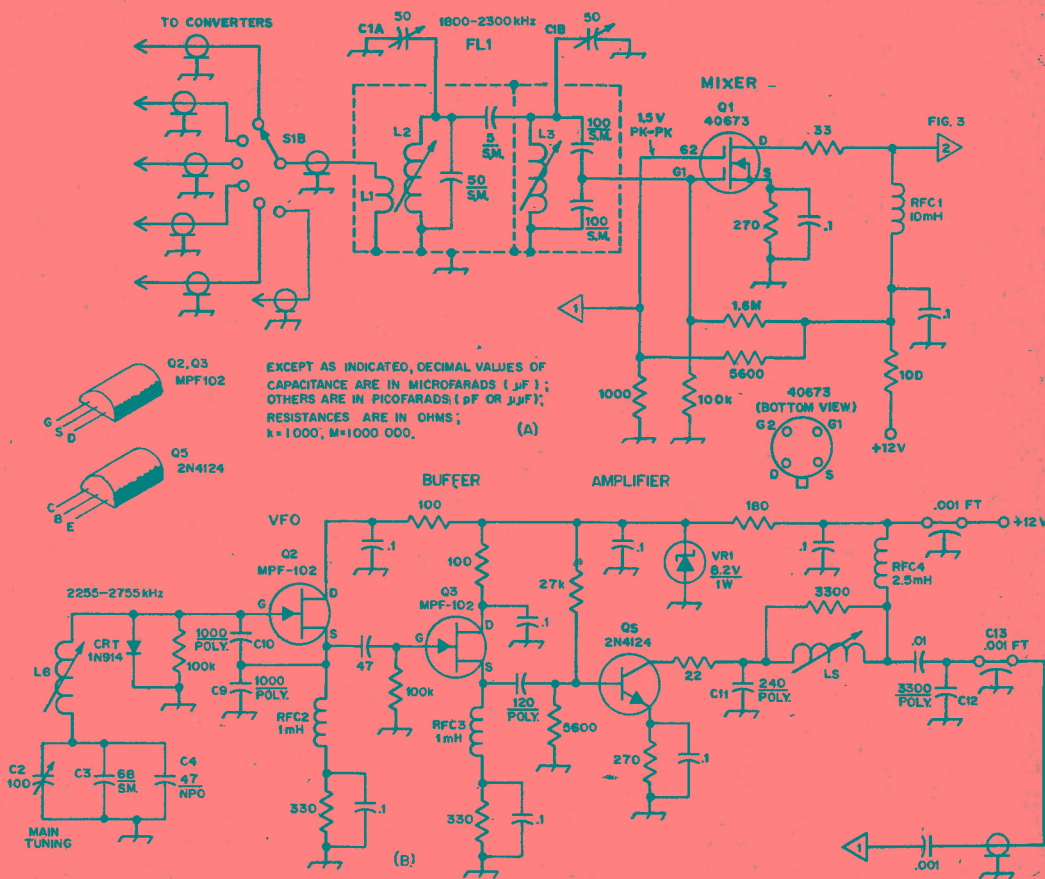 TO CONVERTERS
S1B
C1A
50
1800-2300kHz
FL1
C1B
50
L1
L2
50
S.M.
5
S.M.
L3
100
S.M.
100
S.M.
MIXER
Q1
40673
1.5V
PK-PK
G2
G1
D
S
33
FIG. 3
2
270
.1
RFC1
10mH
.1
1
1.6M
5600
1000
100k
100
+12V
40673
(BOTTOM VIEW)
G2
G1
D
S
Q2,Q3
MPF102
G
S
D
EXCEPT AS INDICATED, DECIMAL VALUES OF
CAPACITANCE ARE IN MICROFARADS ( µF ) ;
OTHERS ARE IN PICOFARADS ( pF OR µµF);
RESISTANCES ARE IN OHMS ;
k=1000, M=1000 000.
(A)
Q5
2N4124
C
B
E
BUFFER
AMPLIFIER
VFO
100
.1
Q2
MPF-102
G
D
S
100
Q3
MPF-102
G
D
S
.1
27k
.1
VR1
8.2V
1W
180
.1
.001 FT
+12V
RFC4
2.5mH
3300
2255-2755kHz
L6
CR1
1N914
100k
1000
POLY.
C10
C9
1000
POLY.
47
100k
RFC2
1mH
RFC3
1mH
120
POLY.
5600
Q5
2N4124
22
C11
240
POLY.
L5
.01
C13
.001 FT
3300
POLY.
C12
270
.1
C2
100
C3
68
S.M.
C4
47
NPO
MAIN
TUNING
330
.1
330
.1
(B)
1
.001